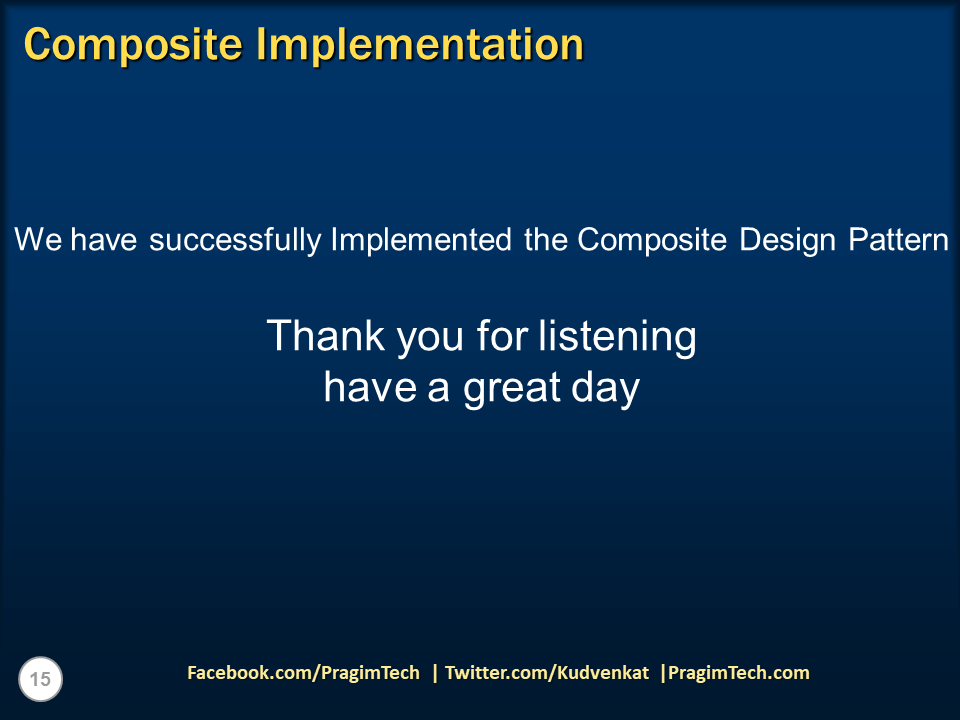 Composite Implementation
We have successfully Implemented the Composite Design Pattern
Thank you for listening
have a great day
15
Facebook.com/PragimTech | Twitter.com/Kudvenkat |PragimTech.com